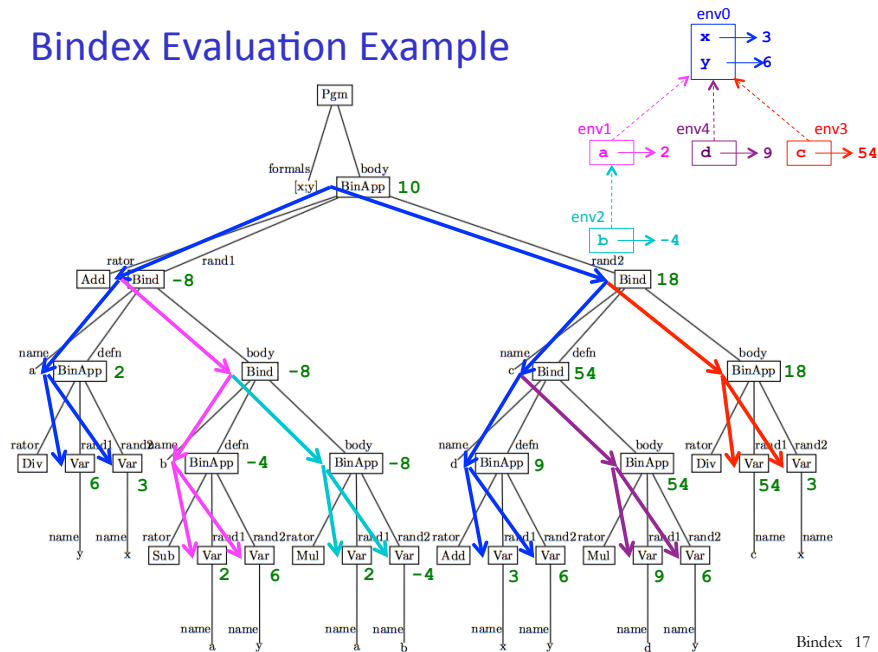 Bindex Evaluation Example
env0
x 3
y 6
env1
a 2
env4
d 9
env3
c 54
env2
b -4
Pgm
formals body
[x;y] BinApp 10
rator rand1 rand2
Add Bind -8 Bind 18
name defn body name defn body
a BinApp 2 Bind -8 c Bind 54 BinApp 18
rator rand1 rand2 name defn body name defn body rator rand1 rand2
Div Var Var b BinApp -4 BinApp -8 d BinApp 9 BinApp 54 Div Var Var
6 3 54 3
name name rator rand1 rand2 rator rand1 rand2 rator rand1 rand2 rator rand1 rand2 name name
y x Sub Var Var Mul Var Var Add Var Var Mul Var Var c x
2 6 2 -4 3 6 9 6
name name name name name name name name
a y a b x y d y
Bindex 17